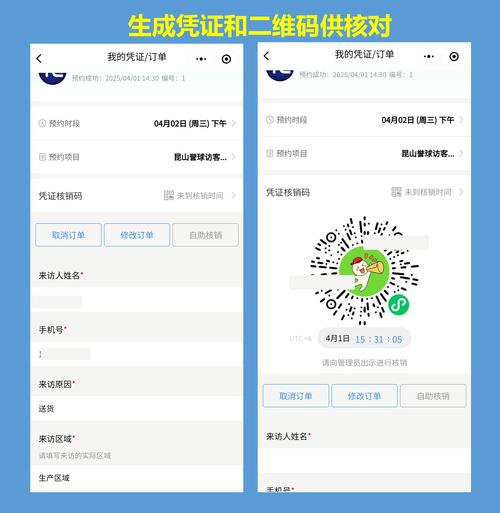 生成凭证和二维码供核对
我的凭证/订单
预约成功：2025/04/01 14:30 编号：1
预约时段 04月02日 (周三) 下午
预约项目 昆山誉球访客...
凭证核销码 未到核销时间
取消订单 修改订单 自助核销
来访人姓名*
手机号*
来访原因*
送货
来访区域*
请填写来访的实际区域
生产区域
我的凭证/订单
预约成功：2025/04/01 14:30 编号：1
预约时段 04月02日 (周三) 下午
预约项目 昆山誉球访客...
凭证核销码 未到核销时间
UTC +8 4月1日 15 : 31 : 05
请向管理员出示进行核销
取消订单 修改订单 自助核销
来访人姓名*
手机号*